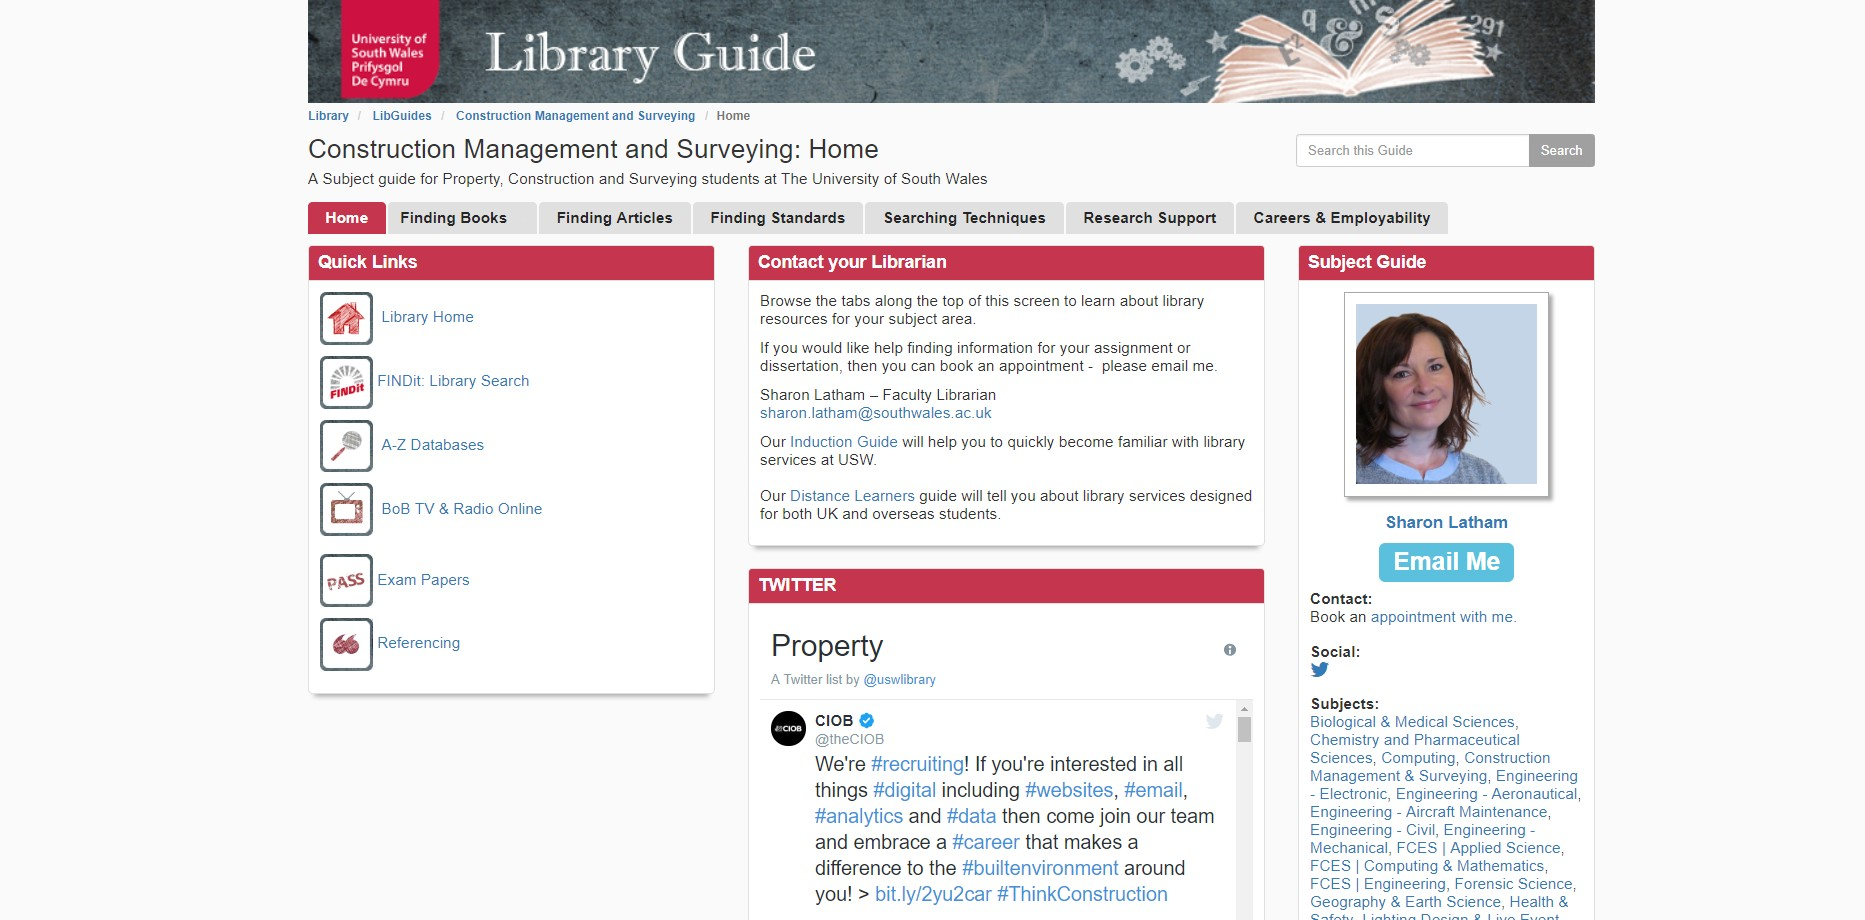 University of
South Wales
Prifysgol
De Cymru
Library Guide
Library / LibGuides / Construction Management and Surveying / Home
Construction Management and Surveying: Home
Search this Guide
Search
A Subject guide for Property, Construction and Surveying students at The University of South Wales
Home
Finding Books
Finding Articles
Finding Standards
Searching Techniques
Research Support
Careers & Employability
Quick Links
Library Home
FINDit
FINDit: Library Search
A-Z Databases
BoB TV & Radio Online
PASS
Exam Papers
Referencing
Contact your Librarian
Browse the tabs along the top of this screen to learn about library
resources for your subject area.
If you would like help finding information for your assignment or
dissertation, then you can book an appointment - please email me.
Sharon Latham – Faculty Librarian
sharon.latham@southwales.ac.uk
Our Induction Guide will help you to quickly become familiar with library
services at USW.
Our Distance Learners guide will tell you about library services designed
for both UK and overseas students.
TWITTER
Property
A Twitter list by @uswlibrary
CIOB
CIOB
@theCIOB
We're #recruiting! If you're interested in all
things #digital including #websites, #email,
#analytics and #data then come join our team
and embrace a #career that makes a
difference to the #builtenvironment around
you! > bit.ly/2yu2car #ThinkConstruction
Subject Guide
Sharon Latham
Email Me
Contact:
Book an appointment with me.
Social:
Subjects:
Biological & Medical Sciences,
Chemistry and Pharmaceutical
Sciences, Computing, Construction
Management & Surveying, Engineering
- Electronic, Engineering - Aeronautical,
Engineering - Aircraft Maintenance,
Engineering - Civil, Engineering -
Mechanical, FCES | Applied Science,
FCES | Computing & Mathematics,
FCES | Engineering, Forensic Science,
Geography & Earth Science, Health &
Safety, Lighting Design & Live Event